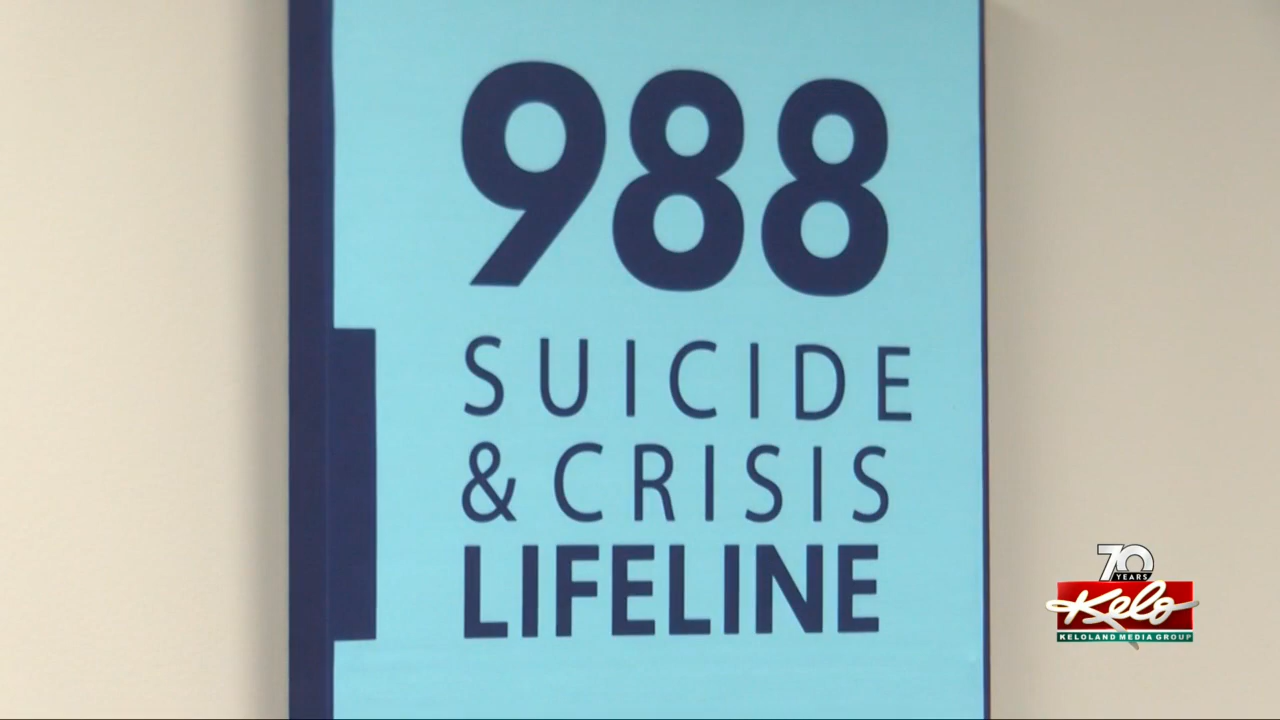 988
SUICIDE
& CRISIS
LIFELINE
70
YEARS
Kelo
KELOLAND MEDIA GROUP